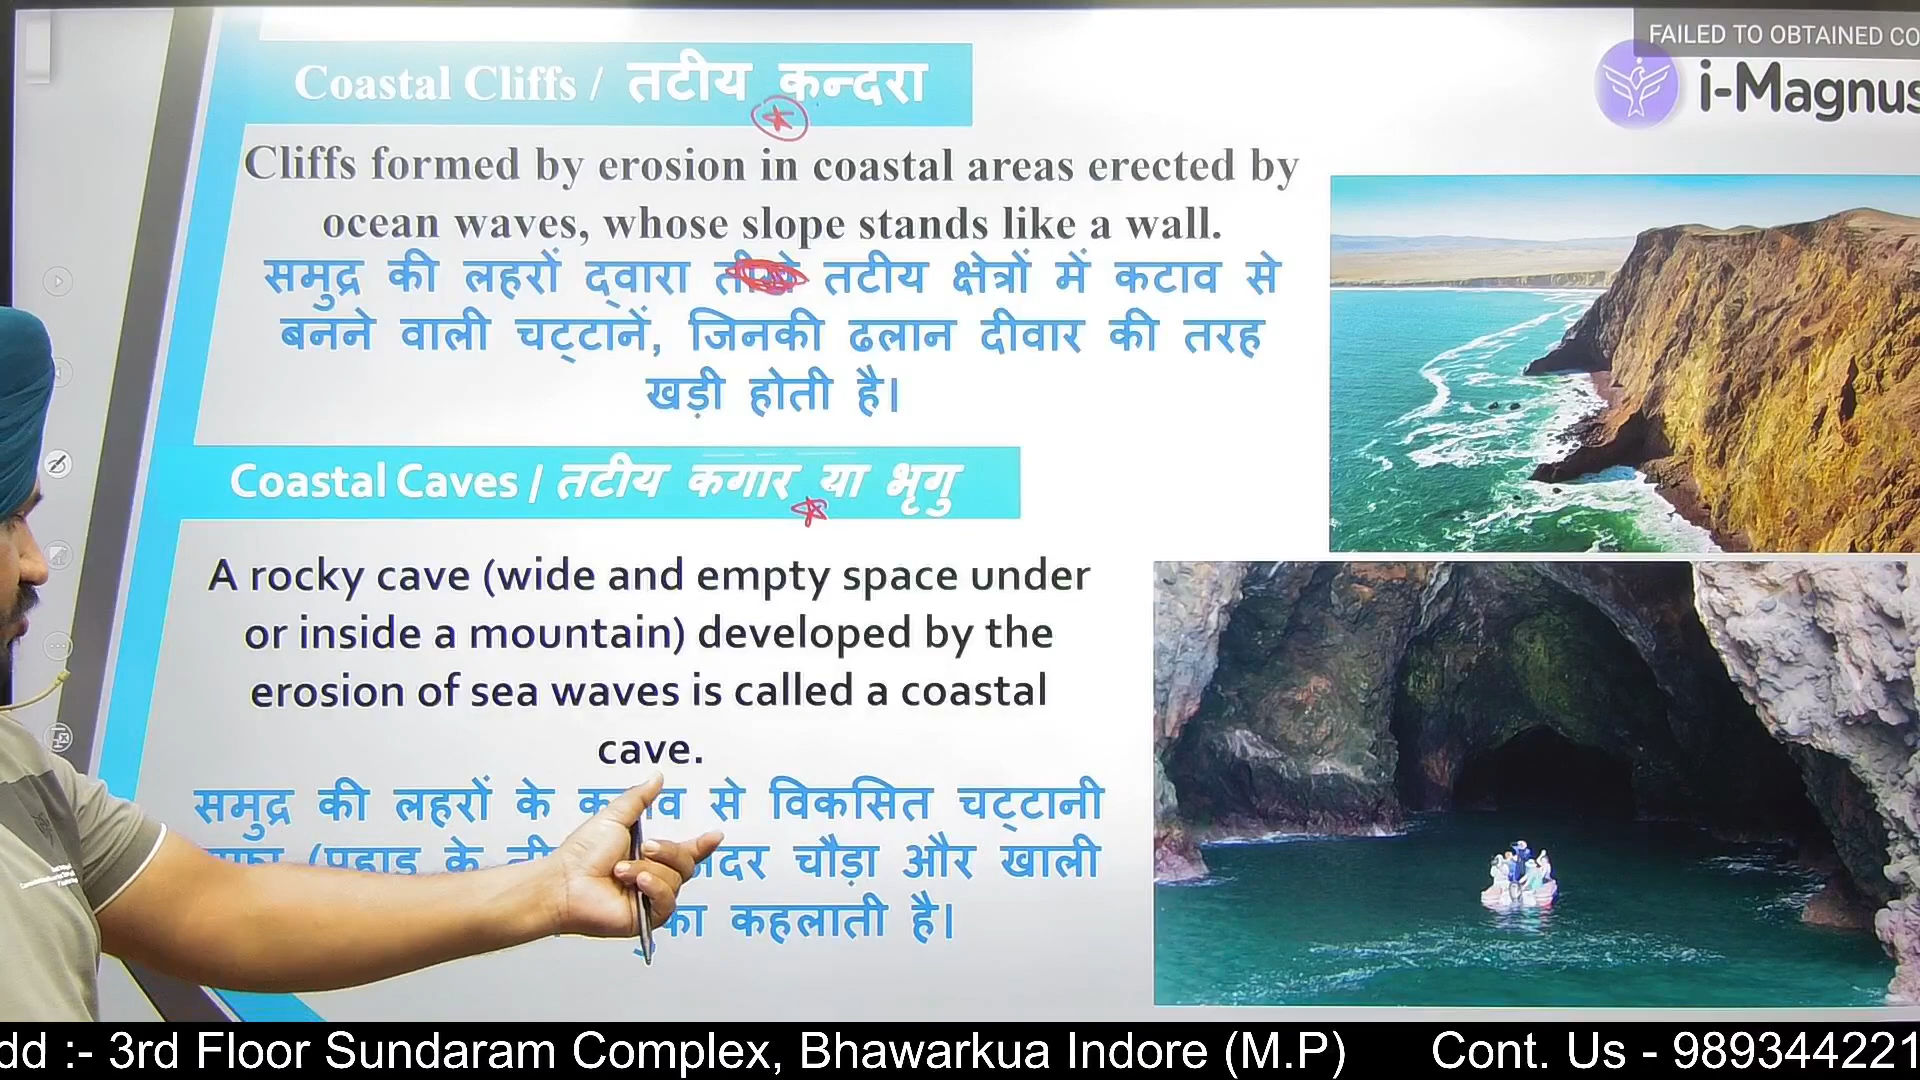 FAILED TO OBTAINED CO
i-Magnus
Coastal Cliffs / तटीय कन्दरा
Cliffs formed by erosion in coastal areas erected by
ocean waves, whose slope stands like a wall.
समुद्र की लहरों द्वारा तटीय क्षेत्रों में कटाव से
बनने वाली चट्टानें, जिनकी ढलान दीवार की तरह
खड़ी होती है।
Coastal Caves / तटीय कगार या भृगु
A rocky cave (wide and empty space under
or inside a mountain) developed by the
erosion of sea waves is called a coastal
cave.
समुद्र की लहरों के से विकसित चट्टानी
(पहाड़ के चौड़ा और खाली
कहलाती है।
dd :- 3rd Floor Sundaram Complex, Bhawarkua Indore (M.P) Cont. Us - 989344221